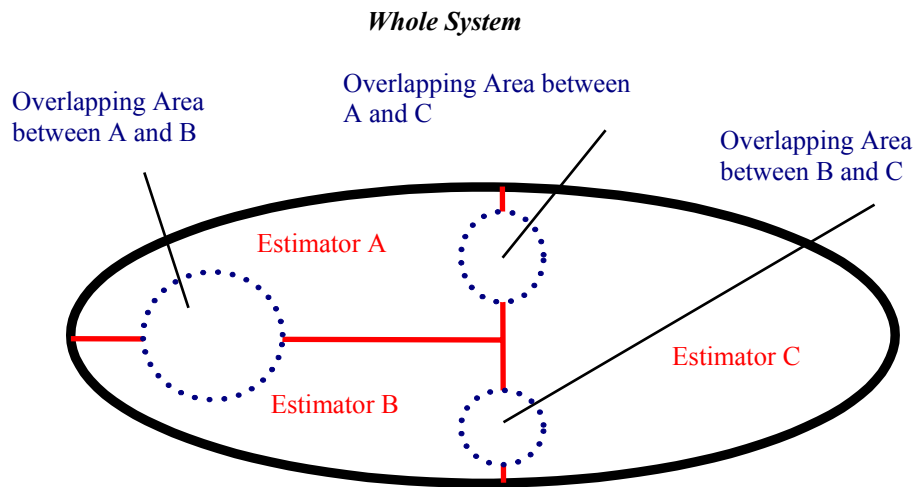 Whole System
Overlapping Area
between A and B
Overlapping Area between
A and C
Overlapping Area
between B and C
Estimator A
Estimator B
Estimator C